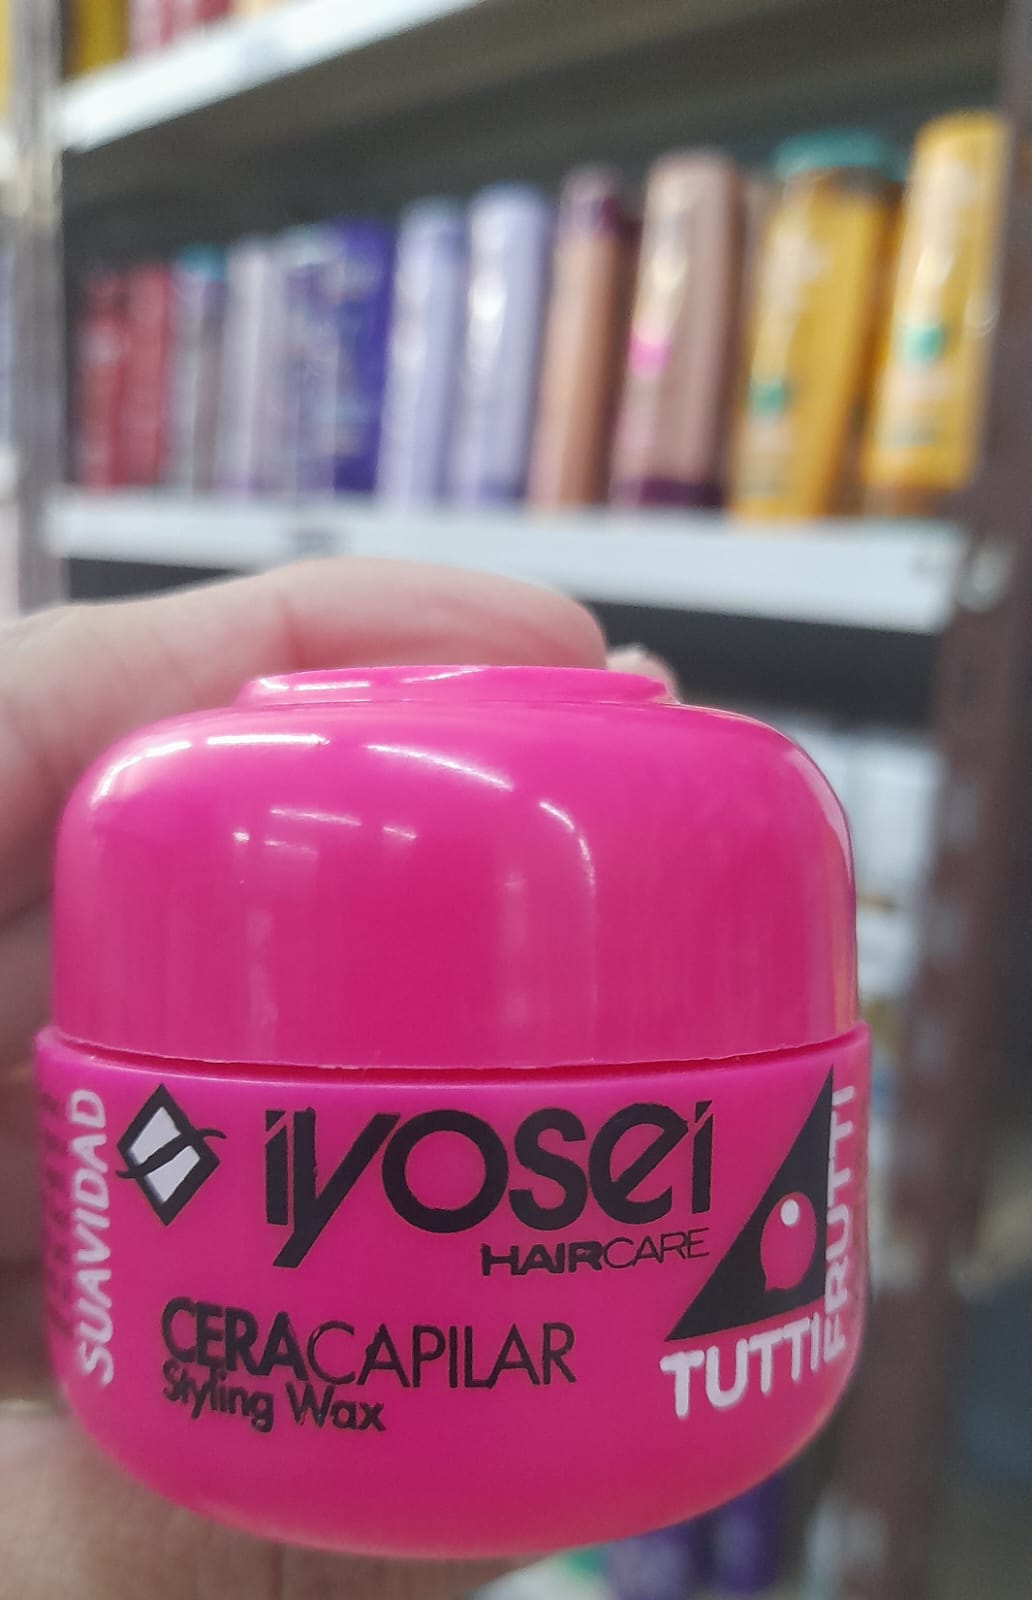 SUAVIDAD
iyosei
HAIRCARE
CERACAPILAR
Styling Wax
TUTTI
FRUTTI